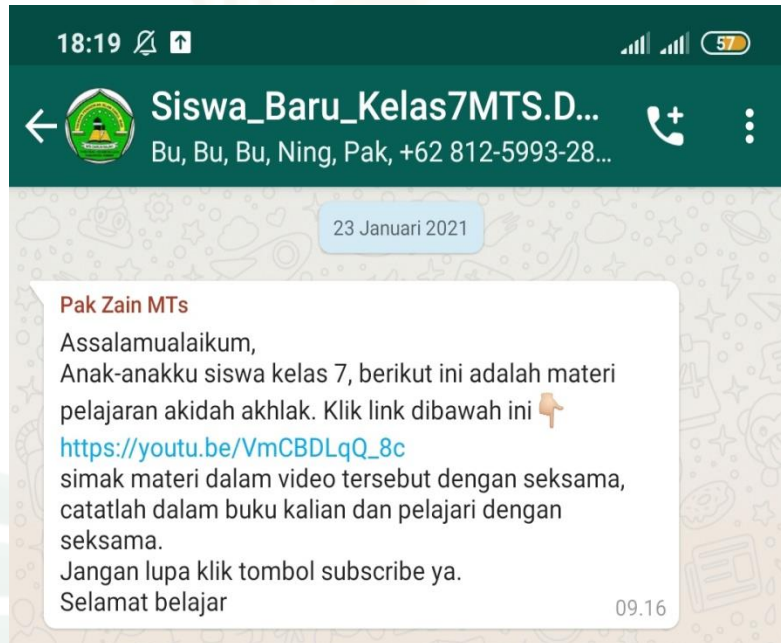 18:19
57
Siswa_Baru_Kelas7MTS.D...
Bu, Bu, Bu, Ning, Pak, +62 812-5993-28...
23 Januari 2021
Pak Zain MTs
Assalamualaikum,
Anak-anakku siswa kelas 7, berikut ini adalah materi
pelajaran akidah akhlak. Klik link dibawah ini👇🏻
https://youtu.be/VmCBDLqQ_8c
simak materi dalam video tersebut dengan seksama,
catatlah dalam buku kalian dan pelajari dengan
seksama.
Jangan lupa klik tombol subscribe ya.
Selamat belajar
09.16